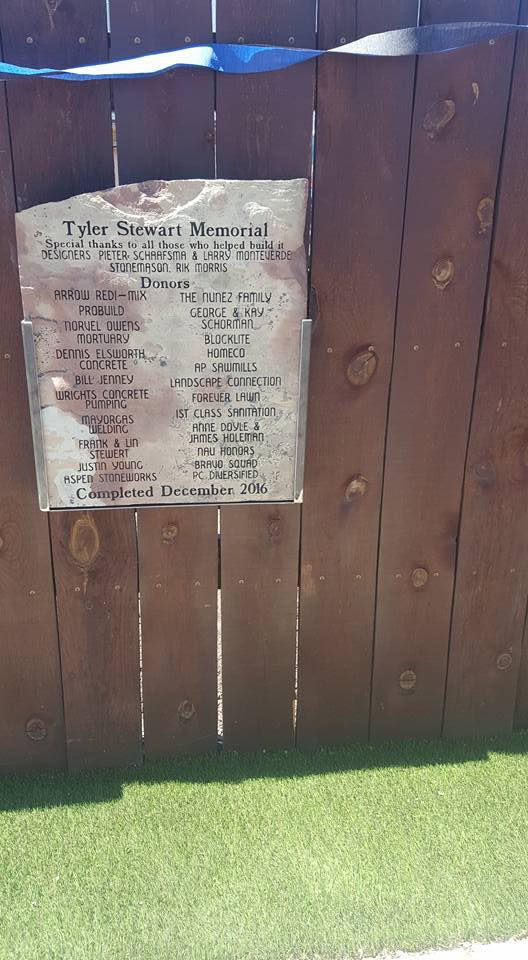 Tyler Stewart Memorial
Special thanks to all those who helped build it
DESIGNERS PIETER SCHAAFSMA & LARRY MONTEVERDE
STONEMASON, RIK MORRIS
Donors
ARROW REDI-MIX
PROBUILD
NORVEL OWENS
MORTUARY
DENNIS ELSWORTH
CONCRETE
BILL JENNEY
WRIGHTS CONCRETE
PUMPING
MAYORGAS
WELDING
FRANK & LIN
STEWERT
JUSTIN YOUNG
ASPEN STONEWORKS
THE NUNEZ FAMILY
GEORGE & KAY
SCHORMAN
BLOCKLITE
HOMECO
AP SAWMILLS
LANDSCAPE CONNECTION
FOREVER LAWN
1ST CLASS SANITATION
ANNE DOYLE &
JAMES HOLEMAN
NAU HONORS
BRAVO SQUAD
PC DIVERSIFIED
Completed December 2016